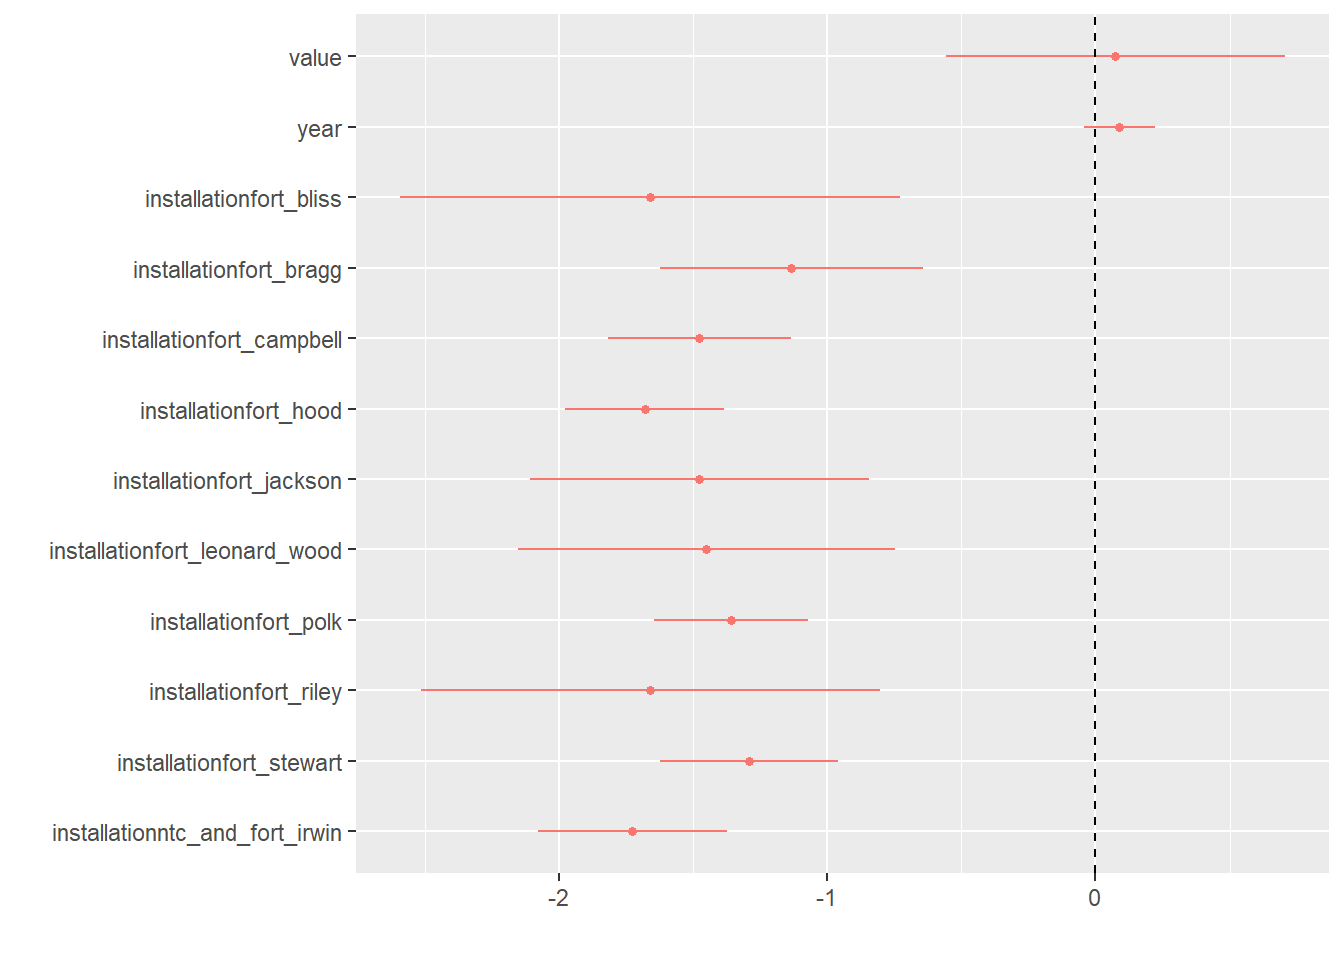 value
year
installationfort_bliss
installationfort_bragg
installationfort_campbell
installationfort_hood
installationfort_jackson
installationfort_leonard_wood
installationfort_polk
installationfort_riley
installationfort_stewart
installationntc_and_fort_irwin
-2 -1 0